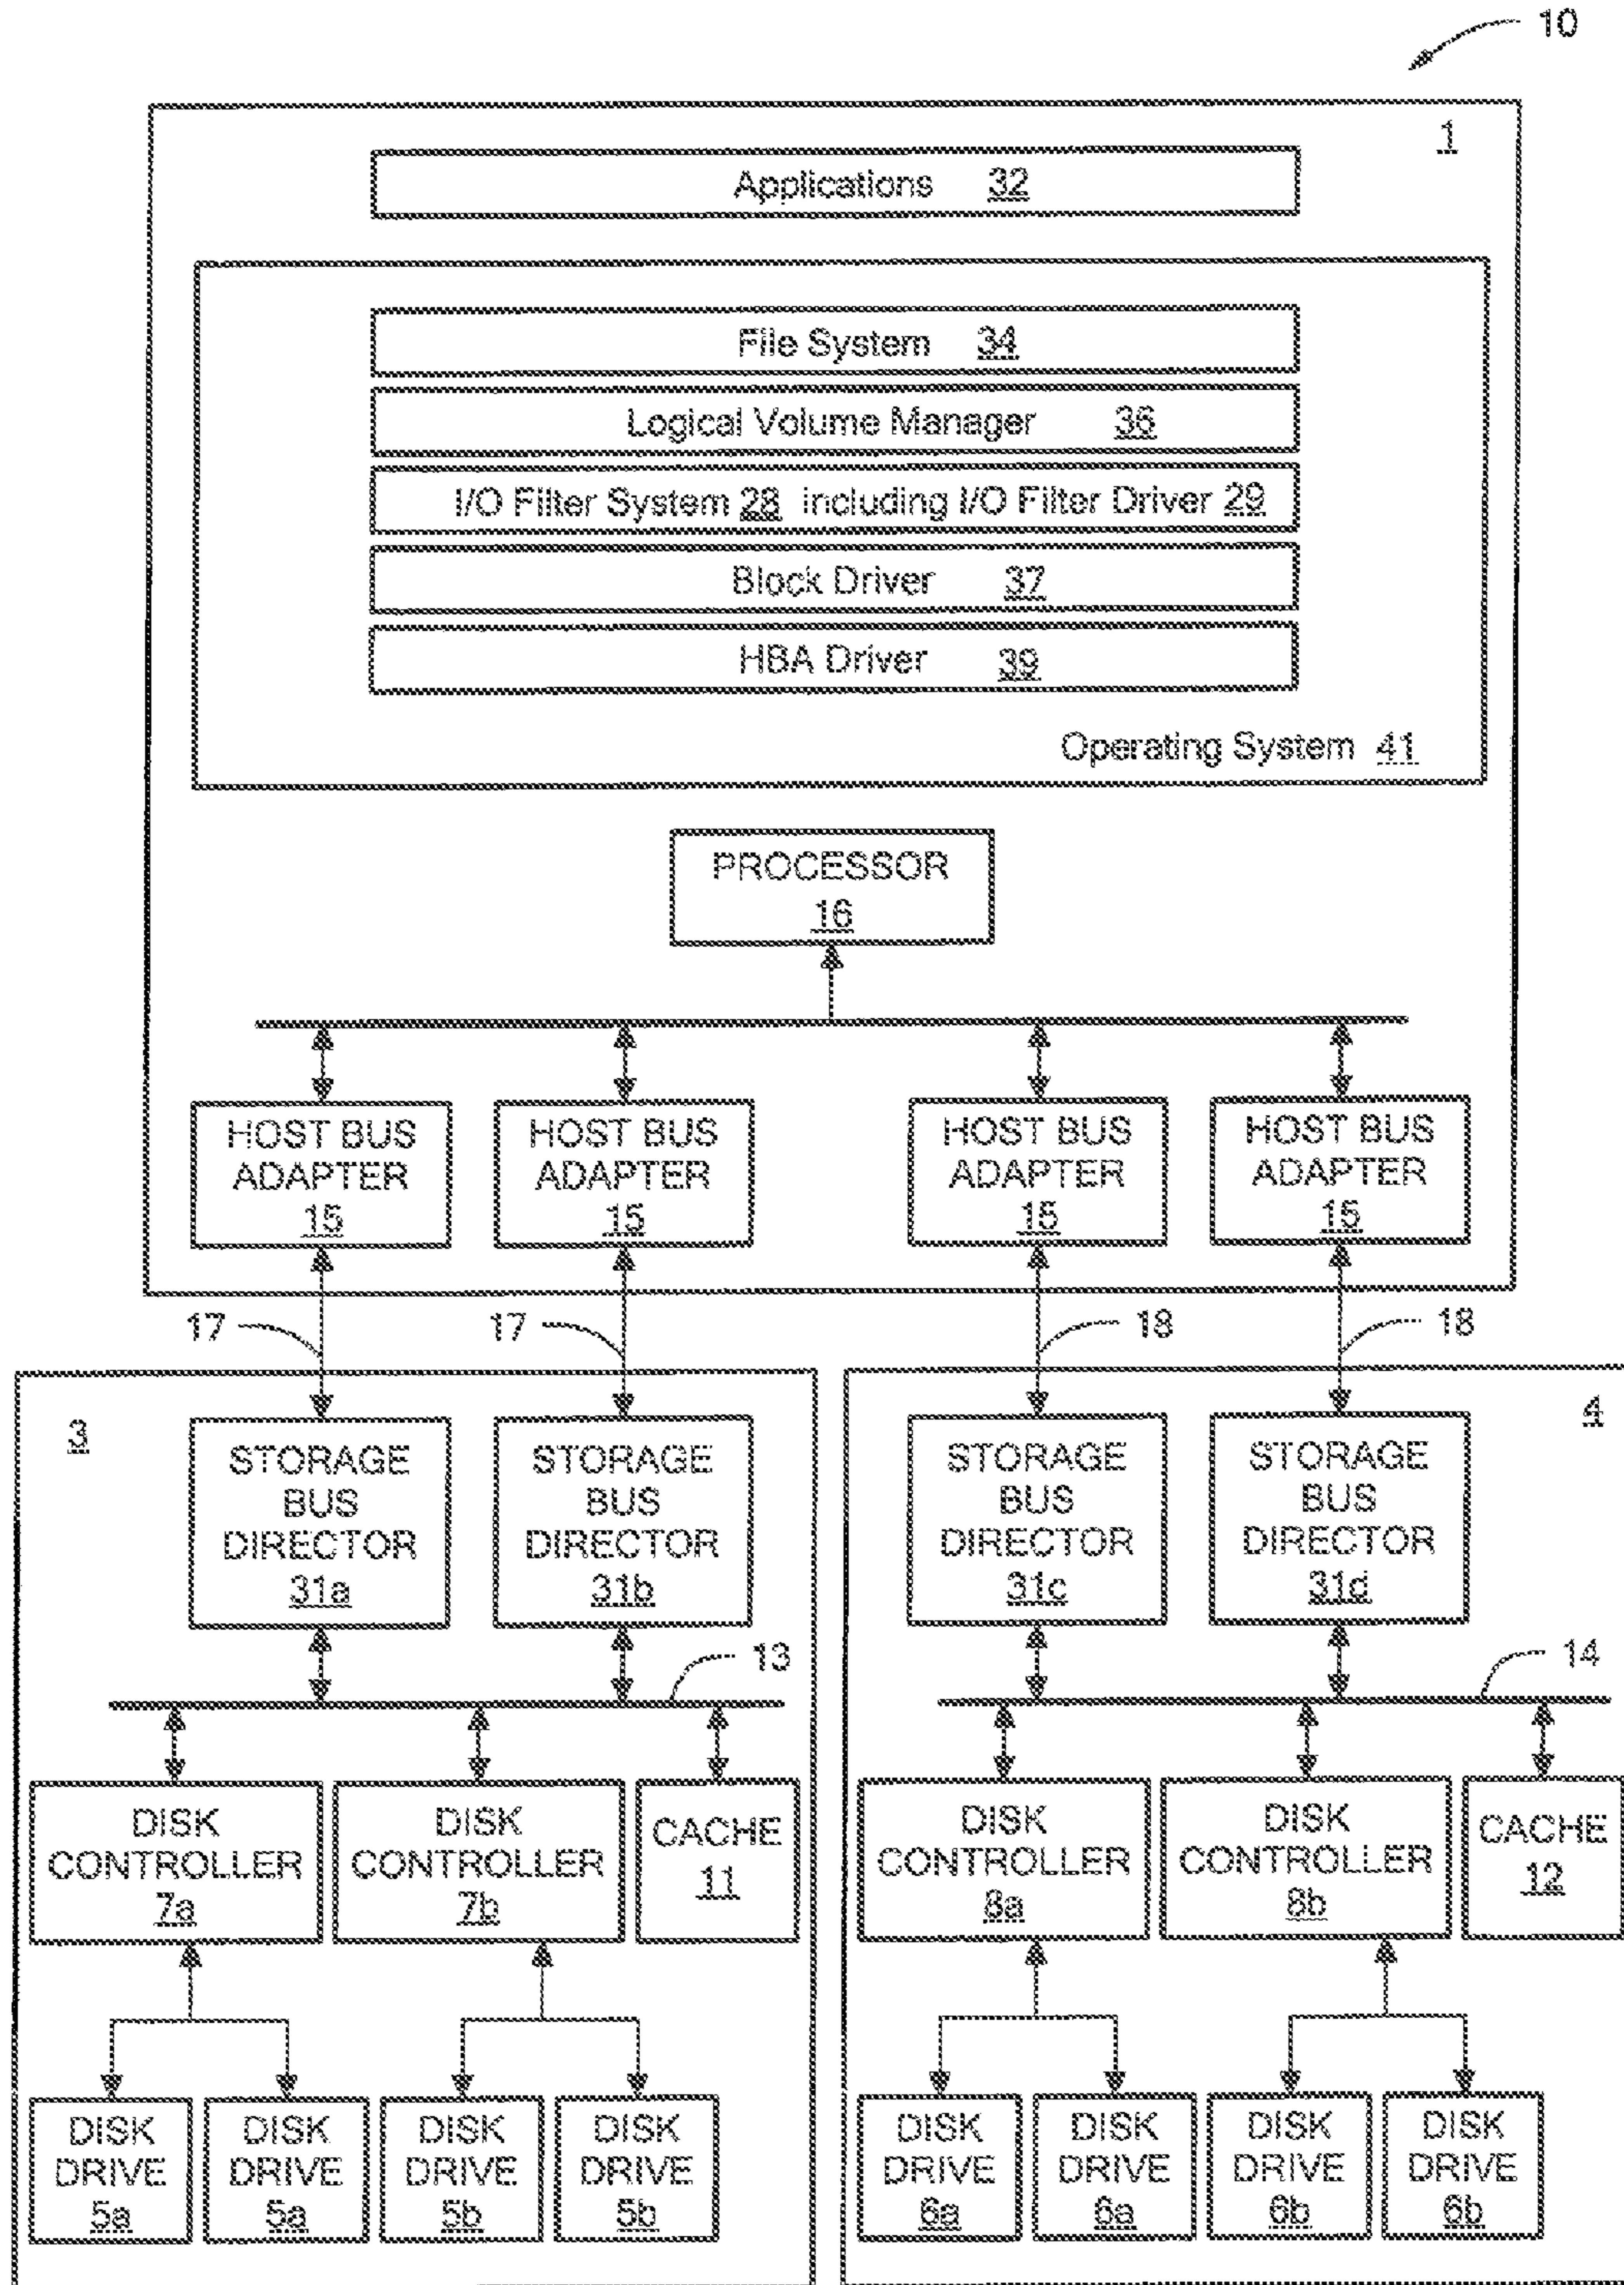 10
1
Applications 32
File System 34
Logical Volume Manager 36
I/O Filter System 28 including I/O Filter Driver 29
Block Driver 37
HBA Driver 39
Operating System 41
PROCESSOR
16
HOST BUS
ADAPTER
15
HOST BUS
ADAPTER
15
HOST BUS
ADAPTER
15
HOST BUS
ADAPTER
15
17
17
18
18
3
STORAGE
BUS
DIRECTOR
31a
STORAGE
BUS
DIRECTOR
31b
13
DISK
CONTROLLER
7a
DISK
CONTROLLER
7b
CACHE
11
DISK
DRIVE
5a
DISK
DRIVE
5a
DISK
DRIVE
5b
DISK
DRIVE
5b
4
STORAGE
BUS
DIRECTOR
31c
STORAGE
BUS
DIRECTOR
31d
14
DISK
CONTROLLER
8a
DISK
CONTROLLER
8b
CACHE
12
DISK
DRIVE
6a
DISK
DRIVE
6a
DISK
DRIVE
6b
DISK
DRIVE
6b